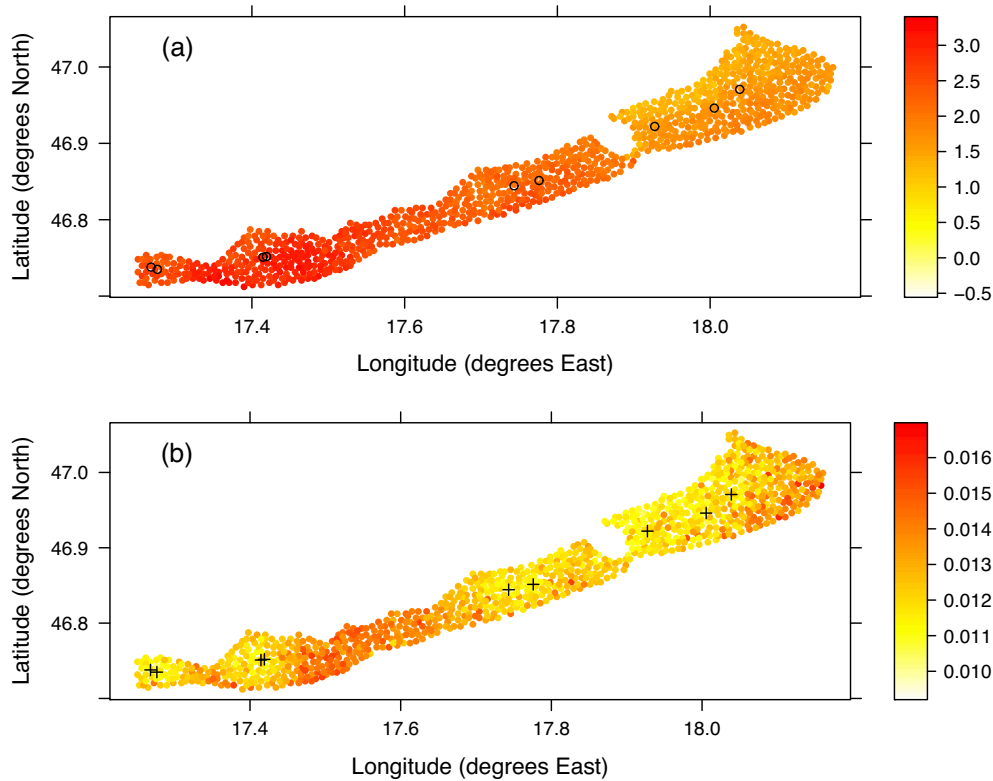 (a)
Latitude (degrees North)
47.0
46.9
46.8
17.4 17.6 17.8 18.0
Longitude (degrees East)
3.0
2.5
2.0
1.5
1.0
0.5
0.0
−0.5
(b)
Latitude (degrees North)
47.0
46.9
46.8
17.4 17.6 17.8 18.0
Longitude (degrees East)
0.016
0.015
0.014
0.013
0.012
0.011
0.010